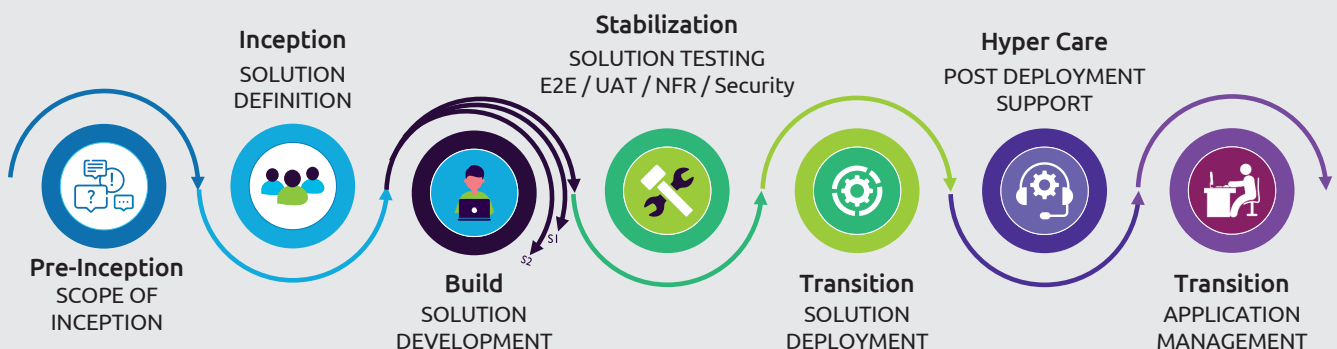 Pre-Inception
SCOPE OF
INCEPTION
Inception
SOLUTION
DEFINITION
S1
S2
Build
SOLUTION
DEVELOPMENT
Stabilization
SOLUTION TESTING
E2E / UAT / NFR / Security
Transition
SOLUTION
DEPLOYMENT
Hyper Care
POST DEPLOYMENT
SUPPORT
Transition
APPLICATION
MANAGEMENT